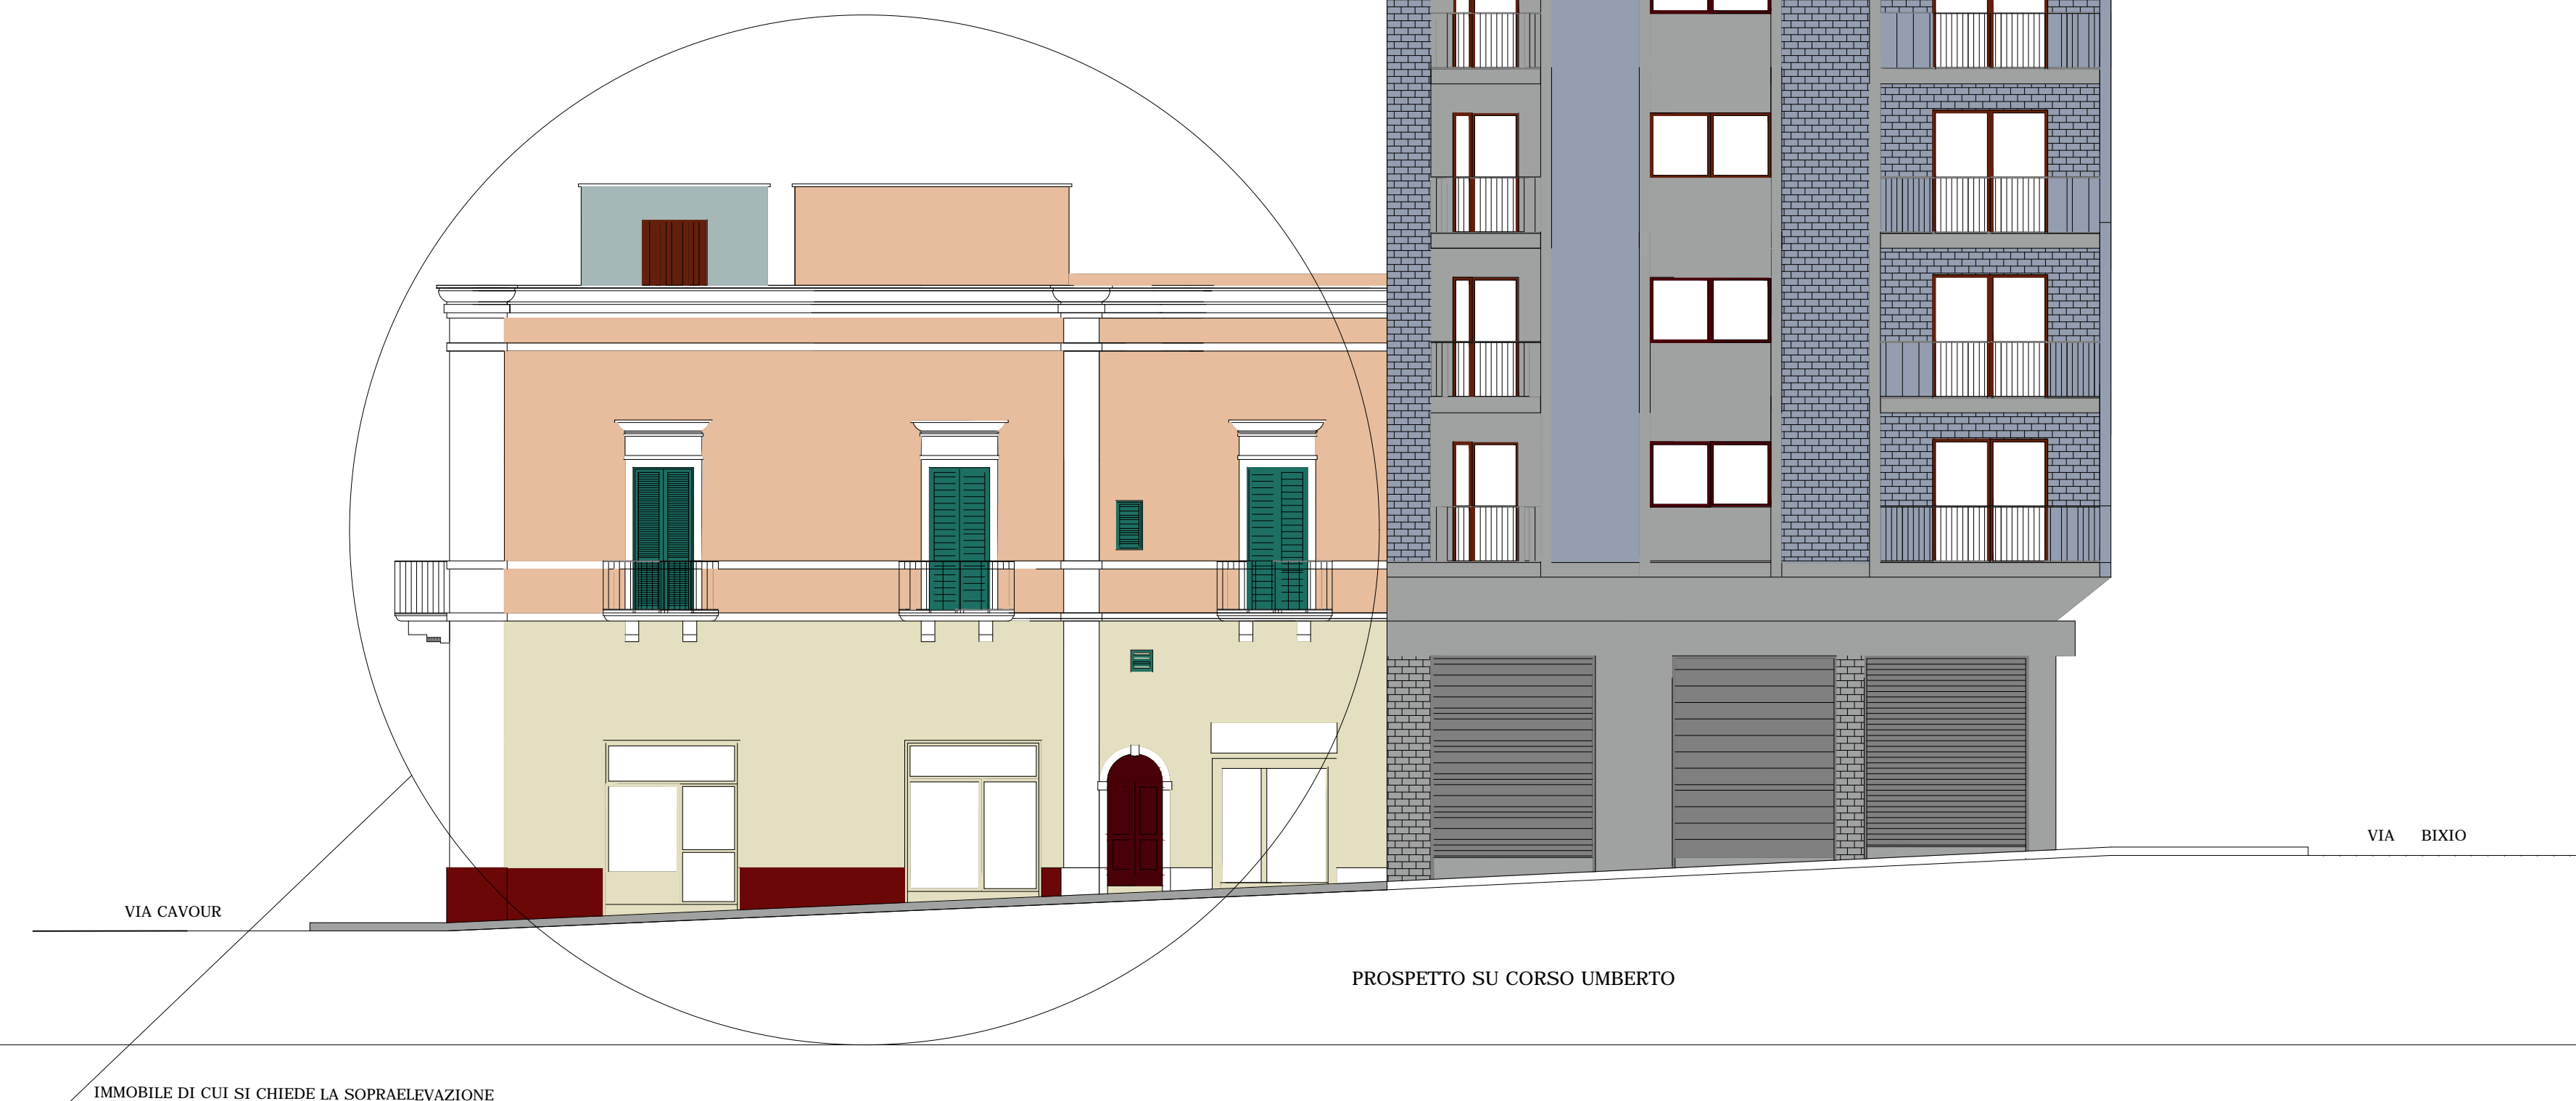 VIA BIXIO
VIA CAVOUR
PROSPETTO SU CORSO UMBERTO
IMMOBILE DI CUI SI CHIEDE LA SOPRAELEVAZIONE